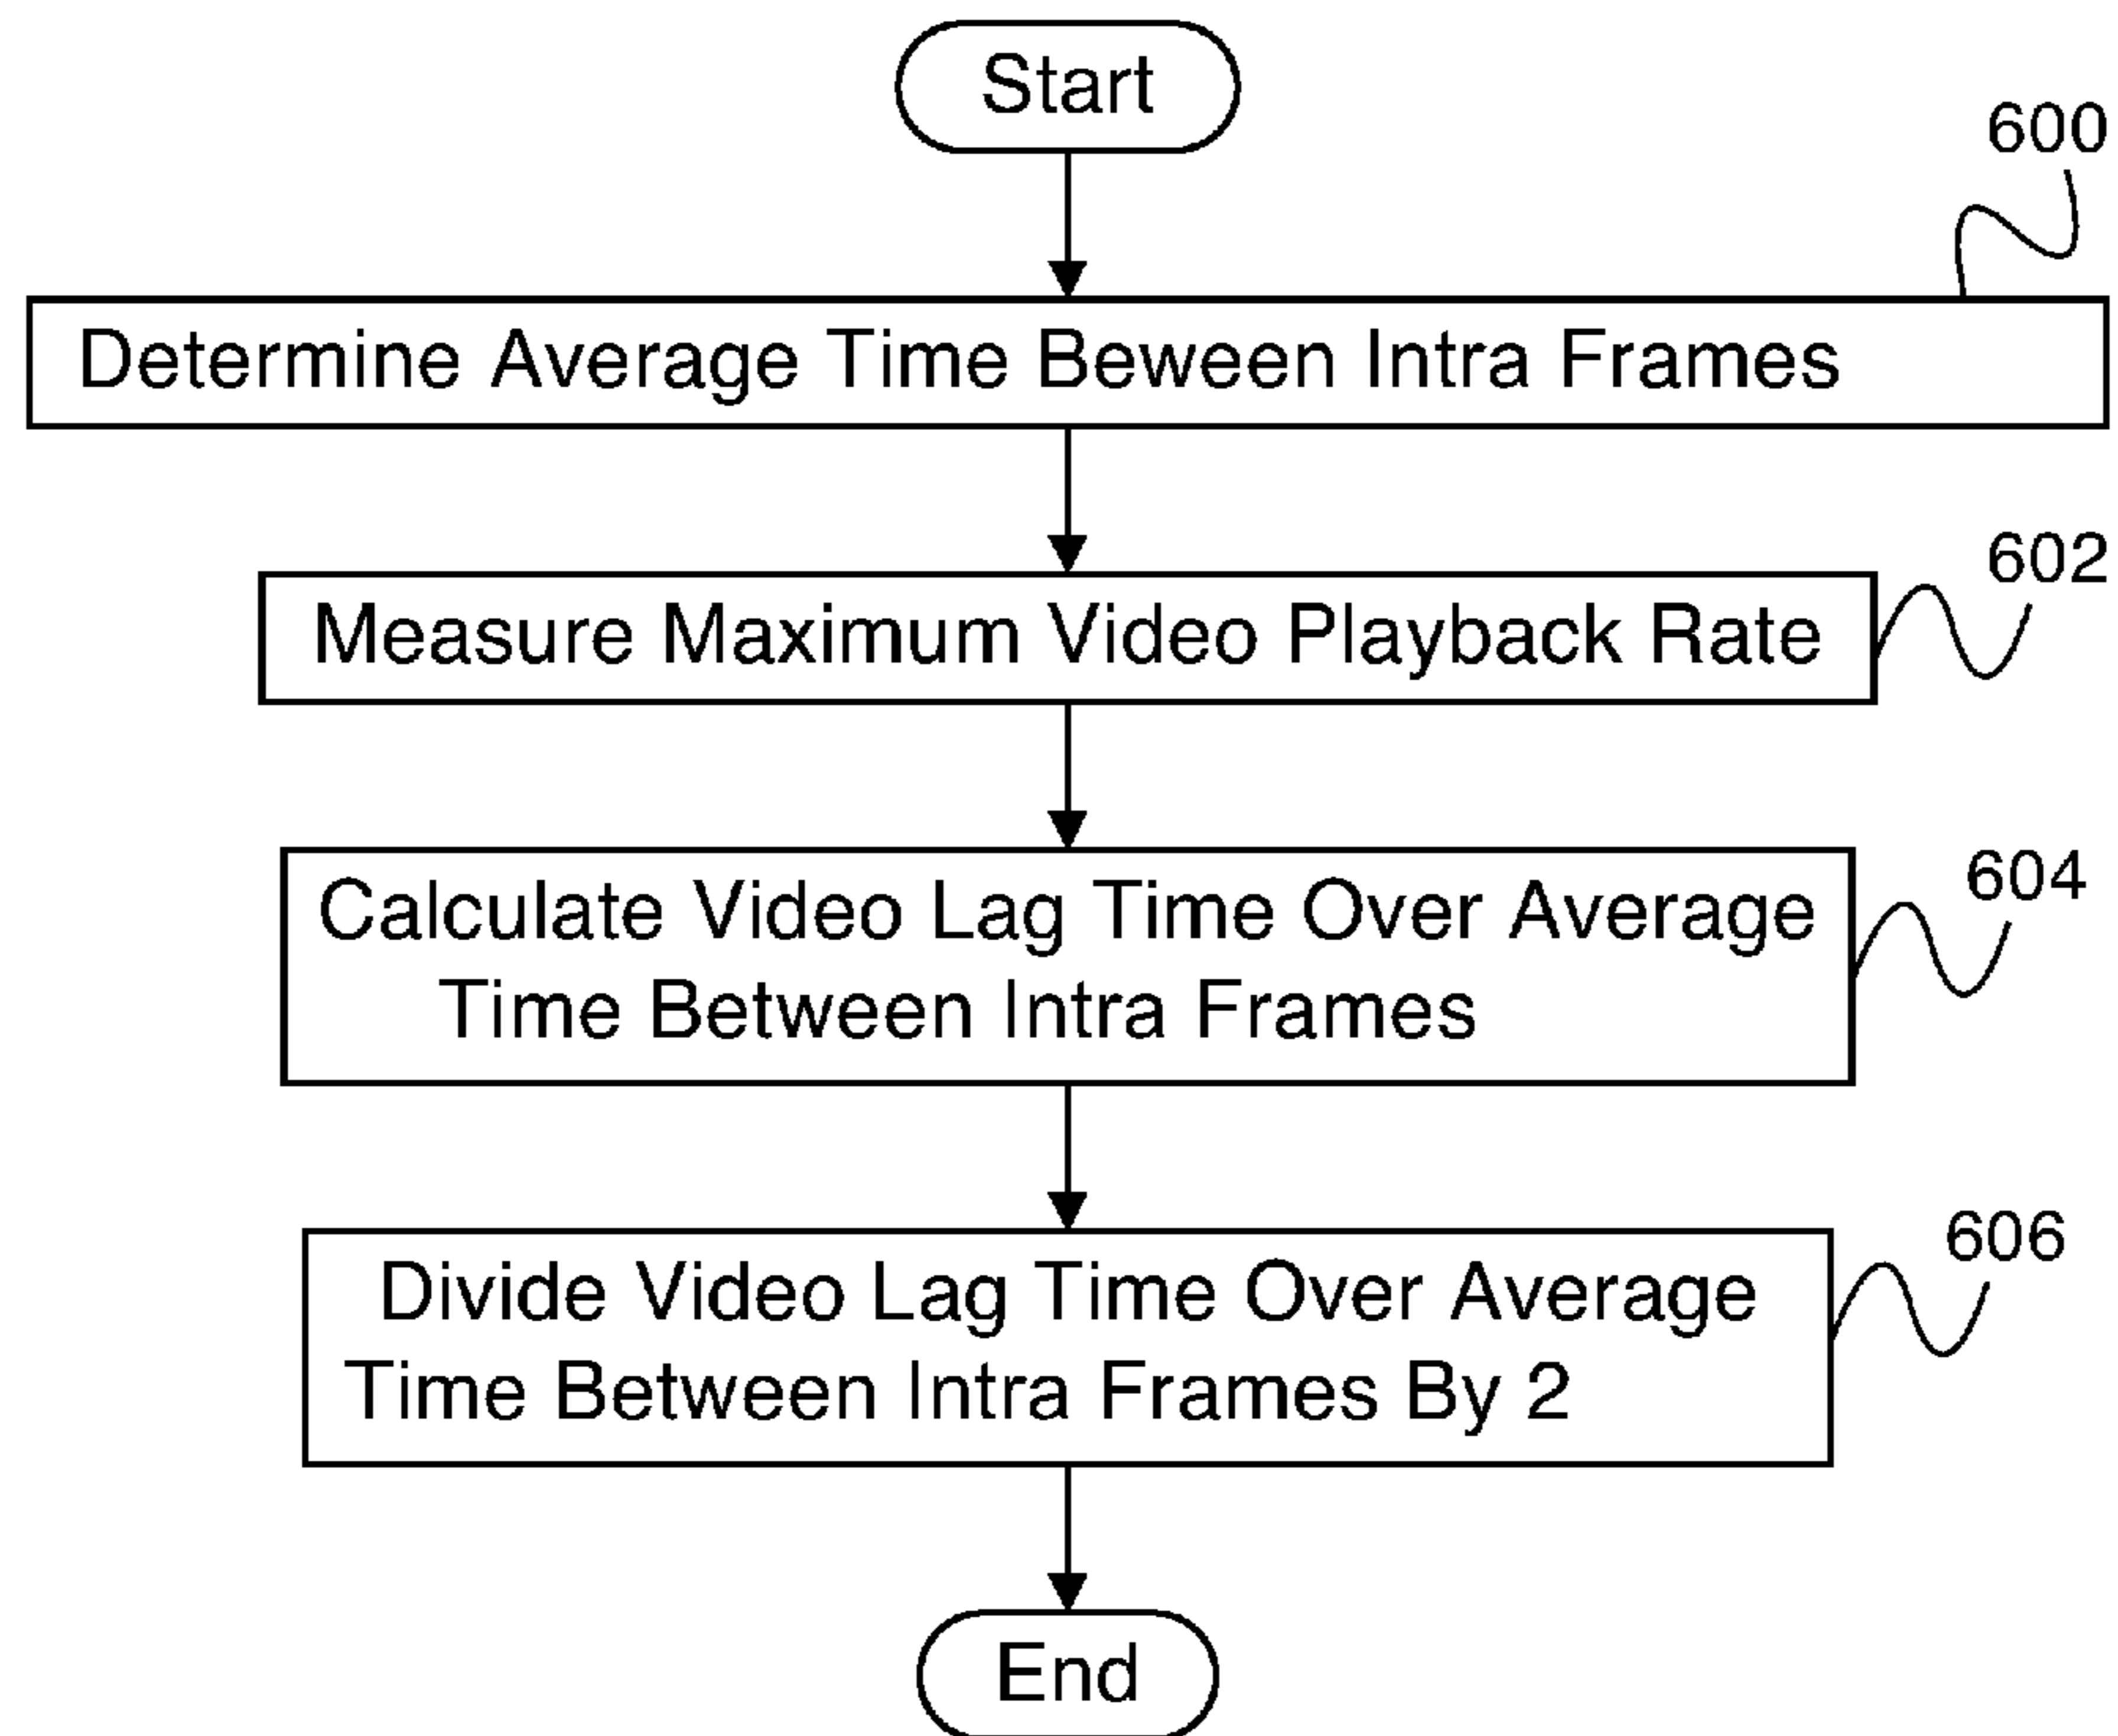 Start
600
Determine Average Time Beween Intra Frames
602
Measure Maximum Video Playback Rate
604
Calculate Video Lag Time Over Average
Time Between Intra Frames
606
Divide Video Lag Time Over Average
Time Between Intra Frames By 2
End